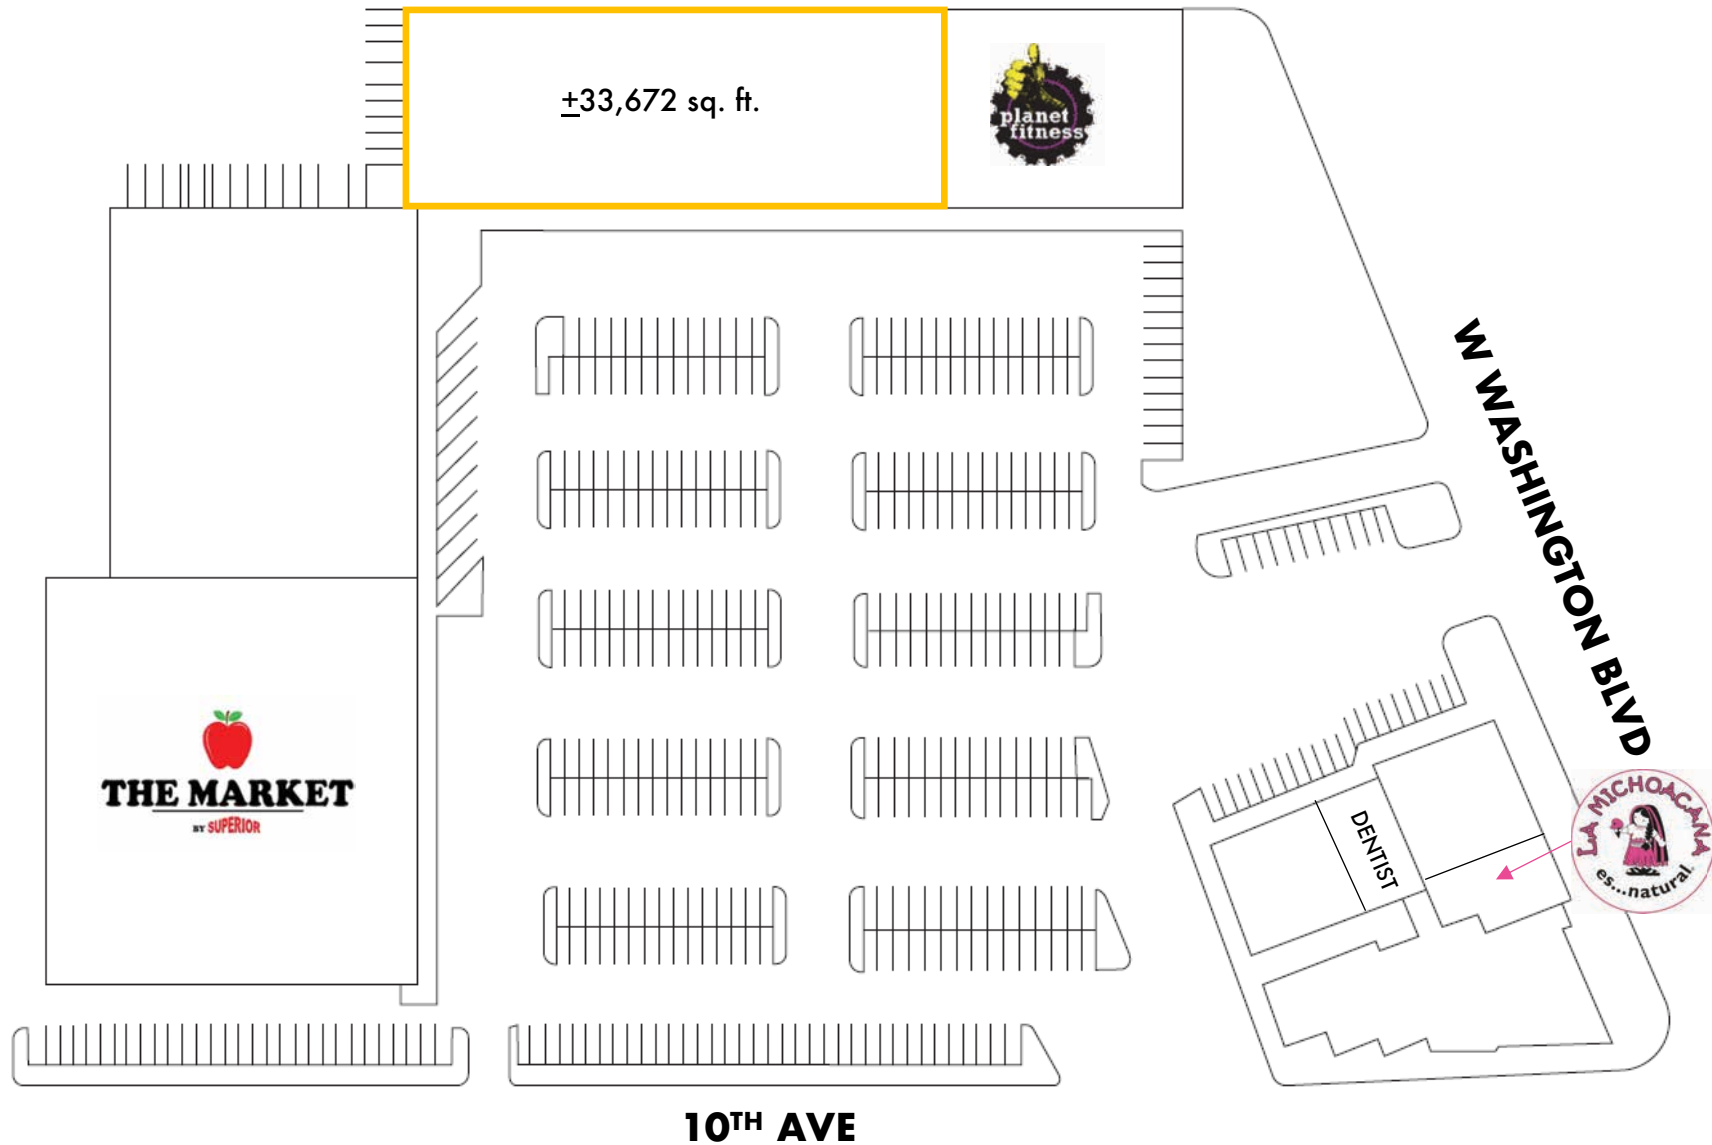 ±33,672 sq. ft.
planet
fitness
W WASHINGTON BLVD
THE MARKET
BY SUPERIOR
DENTIST
LA MICHOACANA
es...natural.
10TH AVE